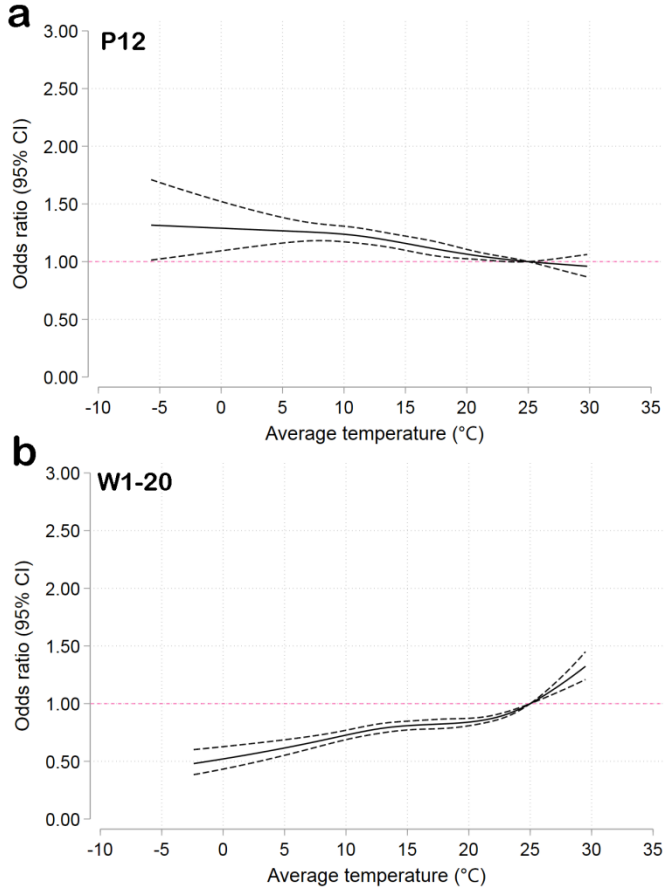 a
P12
3.00
2.50
2.00
1.50
1.00
0.50
0.00
Odds ratio (95% CI)
-10 -5 0 5 10 15 20 25 30 35
Average temperature (°C)
b
W1-20
3.00
2.50
2.00
1.50
1.00
0.50
0.00
Odds ratio (95% CI)
-10 -5 0 5 10 15 20 25 30 35
Average temperature (°C)